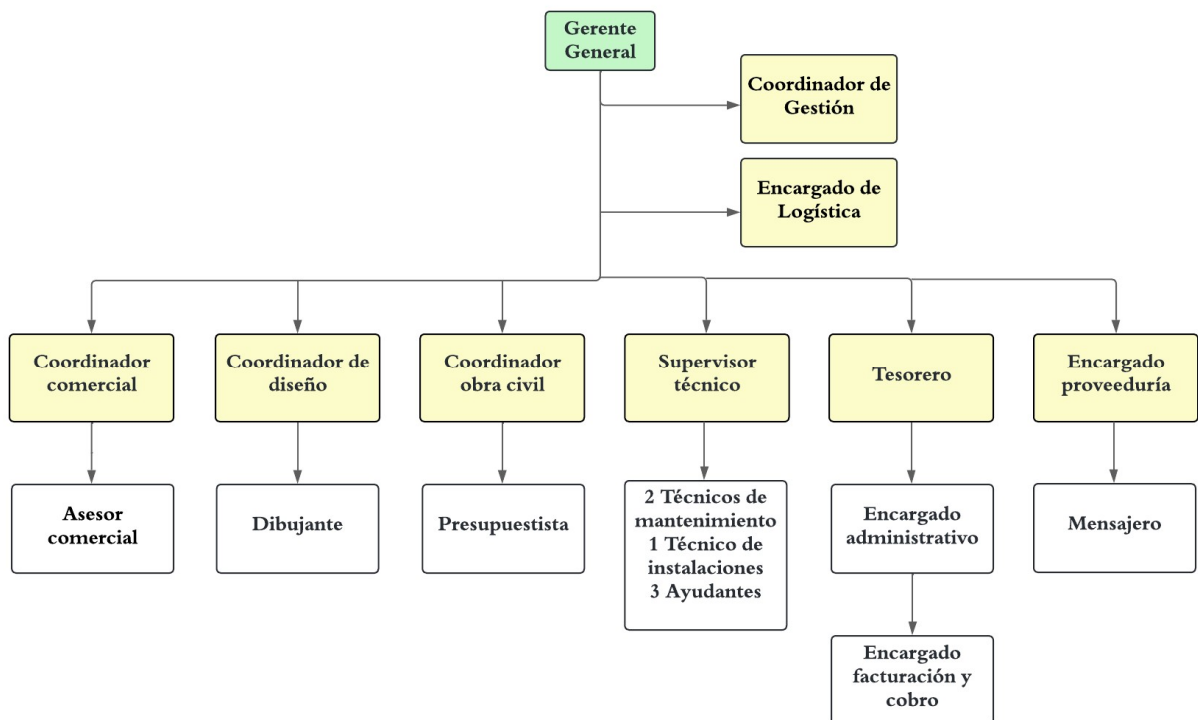 Gerente
General
Coordinador de
Gestión
Encargado de
Logística
Coordinador
comercial
Coordinador de
diseño
Coordinador
obra civil
Supervisor
técnico
Tesorero
Encargado
proveeduría
Asesor
comercial
Dibujante
Presupuestista
2 Técnicos de
mantenimiento
1 Técnico de
instalaciones
3 Ayudantes
Encargado
administrativo
Mensajero
Encargado
facturación y
cobro